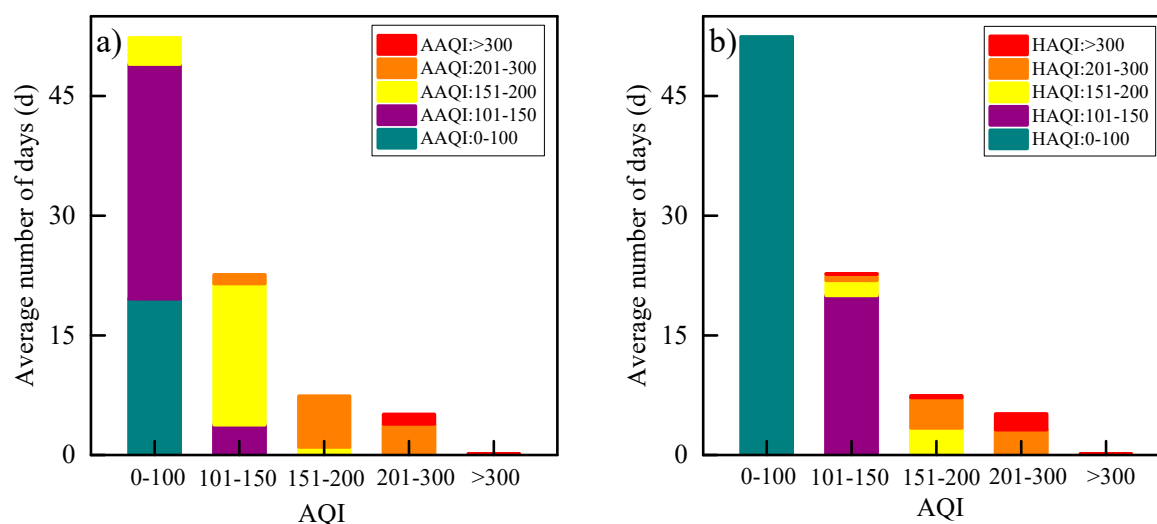 a)
AAQI:>300
AAQI:201-300
AAQI:151-200
AAQI:101-150
AAQI:0-100
Average number of days (d)
45
30
15
0
0-100 101-150 151-200 201-300 >300
AQI
b)
HAQI:>300
HAQI:201-300
HAQI:151-200
HAQI:101-150
HAQI:0-100
Average number of days (d)
45
30
15
0
0-100 101-150 151-200 201-300 >300
AQI